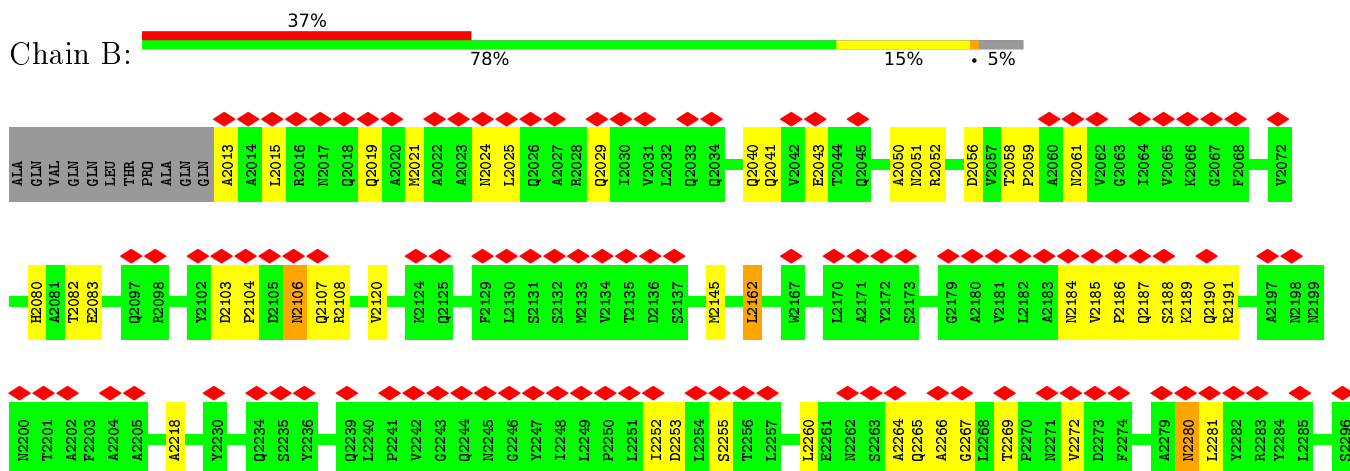 37%
Chain B:
78% 15% • 5%
ALA GLN VAL GLN GLN LEU THR PRO ALA GLN GLN A2013 A2014 L2015 R2016 N2017 Q2018 Q2019 A2020 M2021 A2022 A2023 N2024 L2025 Q2026 A2027 R2028 Q2029 I2030 V2031 L2032 Q2033 Q2034 Q2040 Q2041 V2042 E2043 T2044 Q2045 A2050 N2051 R2052 D2056 V2057 T2058 P2059 A2060 N2061 V2062 G2063 I2064 V2065 K2066 G2067 F2068 V2072
H2080 A2081 T2082 E2083 Q2097 R2098 Y2102 D2103 P2104 D2105 N2106 Q2107 R2108 V2120 K2124 Q2125 F2129 L2130 S2131 S2132 M2133 V2134 T2135 D2136 S2137 M2145 L2162 W2167 L2170 A2171 Y2172 S2173 G2179 A2180 V2181 L2182 A2183 N2184 V2185 P2186 Q2187 S2188 K2189 Q2190 R2191 A2197 N2198 N2199
N2200 T2201 A2202 F2203 A2204 A2205 A2218 Y2230 Q2234 S2235 Y2236 Q2239 L2240 P2241 V2242 G2243 Q2244 N2245 G2246 Y2247 I2248 L2249 P2250 L2251 I2252 D2253 L2254 S2255 T2256 L2257 L2260 E2261 N2262 S2263 A2264 Q2265 A2266 G2267 L2268 T2269 P2270 N2271 V2272 D2273 F2274 A2279 N2280 L2281 Y2282 R2283 T2284 L2285 S2296